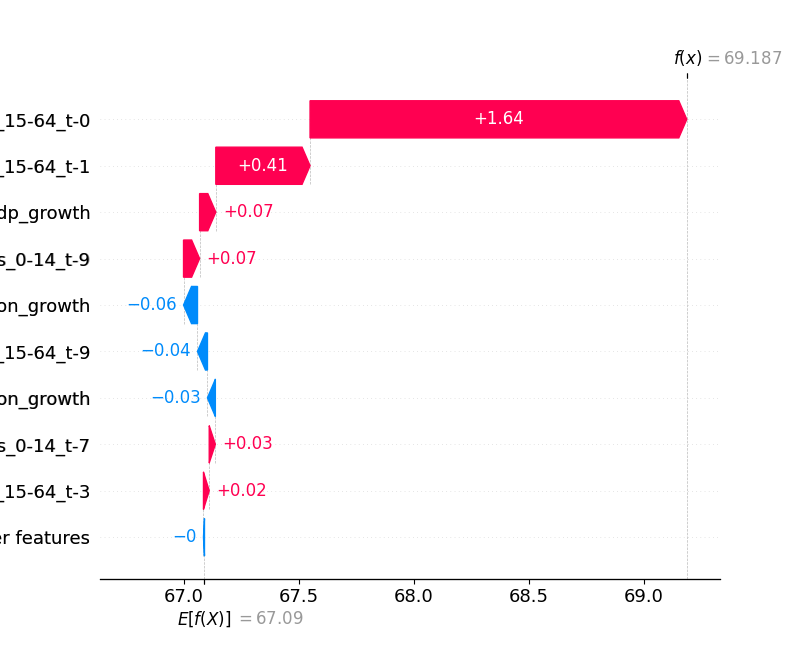 f(x) = 69.187
_15-64_t-0
+1.64
_15-64_t-1
+0.41
dp_growth
+0.07
s_0-14_t-9
+0.07
on_growth
−0.06
_15-64_t-9
−0.04
on_growth
−0.03
s_0-14_t-7
+0.03
_15-64_t-3
+0.02
er features
−0
67.0 67.5 68.0 68.5 69.0
E[f(X)] = 67.09